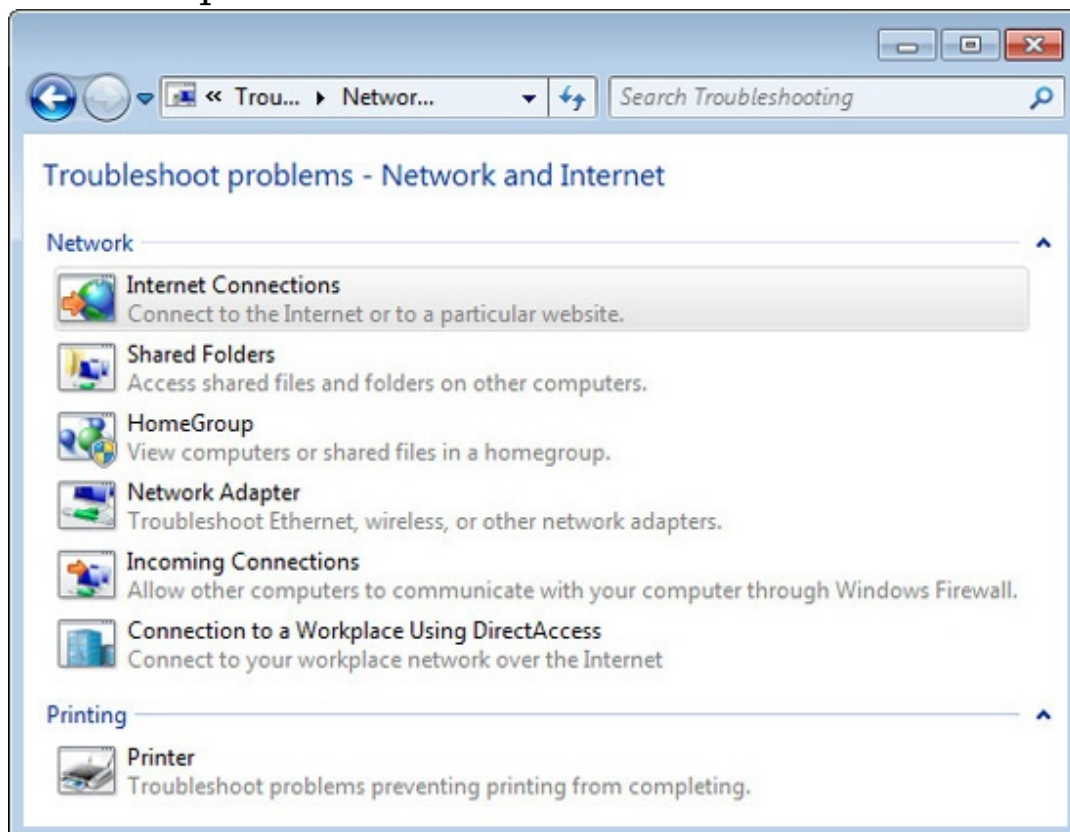 « Trou... Networ... Search Troubleshooting
Troubleshoot problems - Network and Internet
Network
Internet Connections
Connect to the Internet or to a particular website.
Shared Folders
Access shared files and folders on other computers.
HomeGroup
View computers or shared files in a homegroup.
Network Adapter
Troubleshoot Ethernet, wireless, or other network adapters.
Incoming Connections
Allow other computers to communicate with your computer through Windows Firewall.
Connection to a Workplace Using DirectAccess
Connect to your workplace network over the Internet
Printing
Printer
Troubleshoot problems preventing printing from completing.